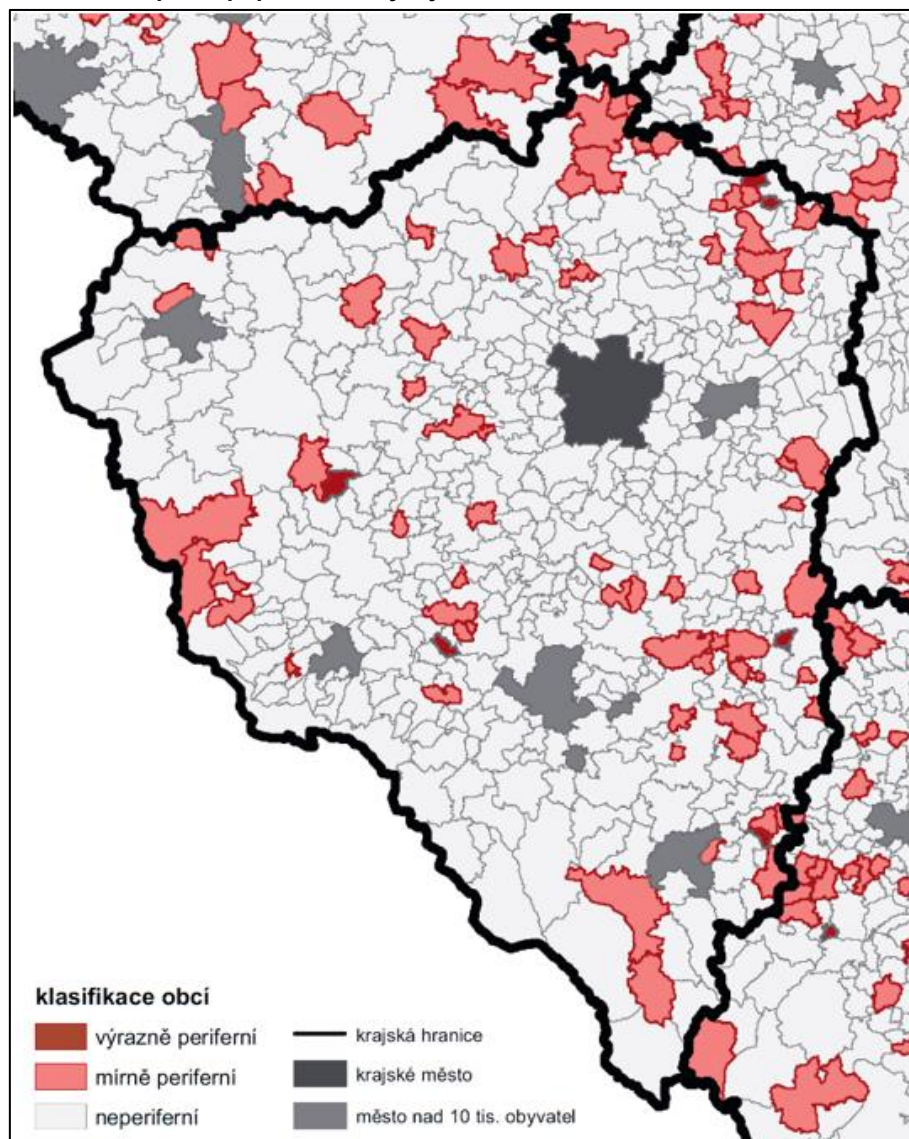 klasifikace obcí
výrazně periferní
mírně periferní
neperiferní
krajská hranice
krajské město
město nad 10 tis. obyvatel